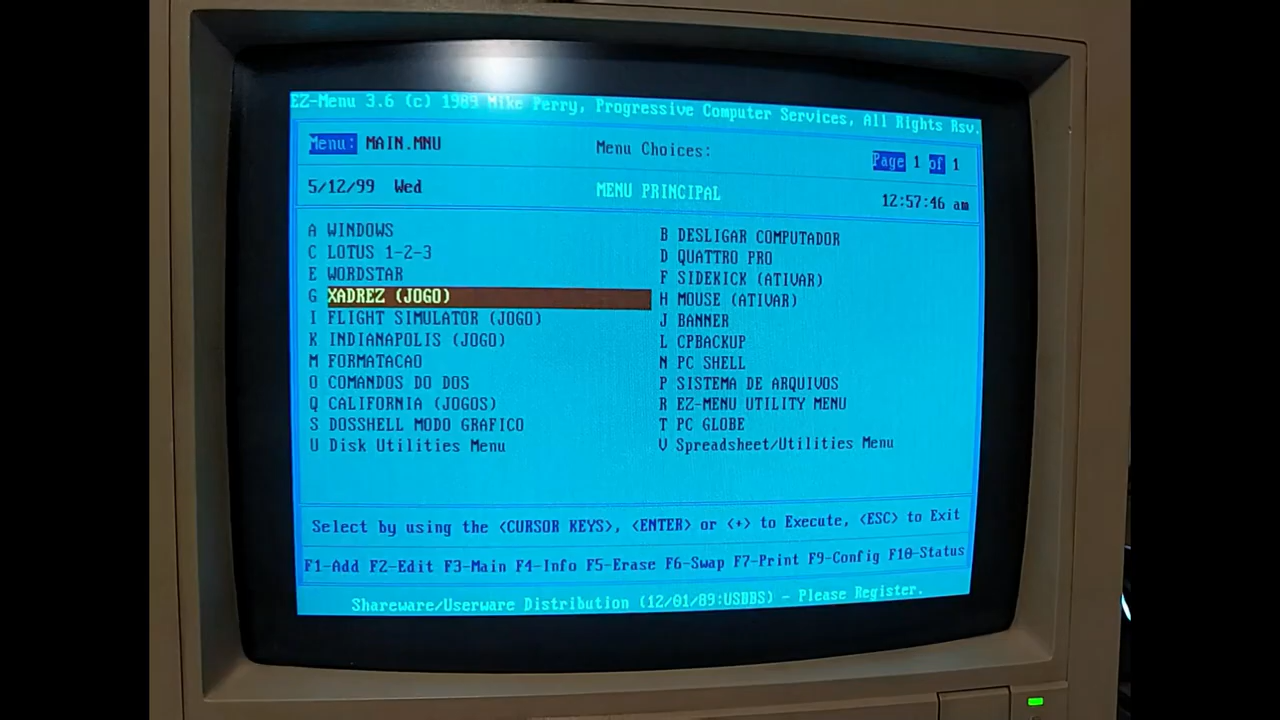 EZ-Menu 3.6 (c) 1989 Mike Perry, Progressive Computer Services, All Rights Rsv.
Menu: MAIN.MNU Menu Choices: Page 1 of 1
5/12/99 Wed MENU PRINCIPAL 12:57:46 am
A WINDOWS B DESLIGAR COMPUTADOR
C LOTUS 1-2-3 D QUATTRO PRO
E WORDSTAR F SIDEKICK (ATIVAR)
G XADREZ (JOGO) H MOUSE (ATIVAR)
I FLIGHT SIMULATOR (JOGO) J BANNER
K INDIANAPOLIS (JOGO) L CPBACKUP
M FORMATACAO N PC SHELL
O COMANDOS DO DOS P SISTEMA DE ARQUIVOS
Q CALIFORNIA (JOGOS) R EZ-MENU UTILITY MENU
S DOSSHELL MODO GRAFICO T PC GLOBE
U Disk Utilities Menu V Spreadsheet/Utilities Menu
Select by using the <CURSOR KEYS>, <ENTER> or <+> to Execute, <ESC> to Exit
F1-Add F2-Edit F3-Main F4-Info F5-Erase F6-Swap F7-Print F9-Config F10-Status
Shareware/Userware Distribution (12/01/89:USBBS) - Please Register.